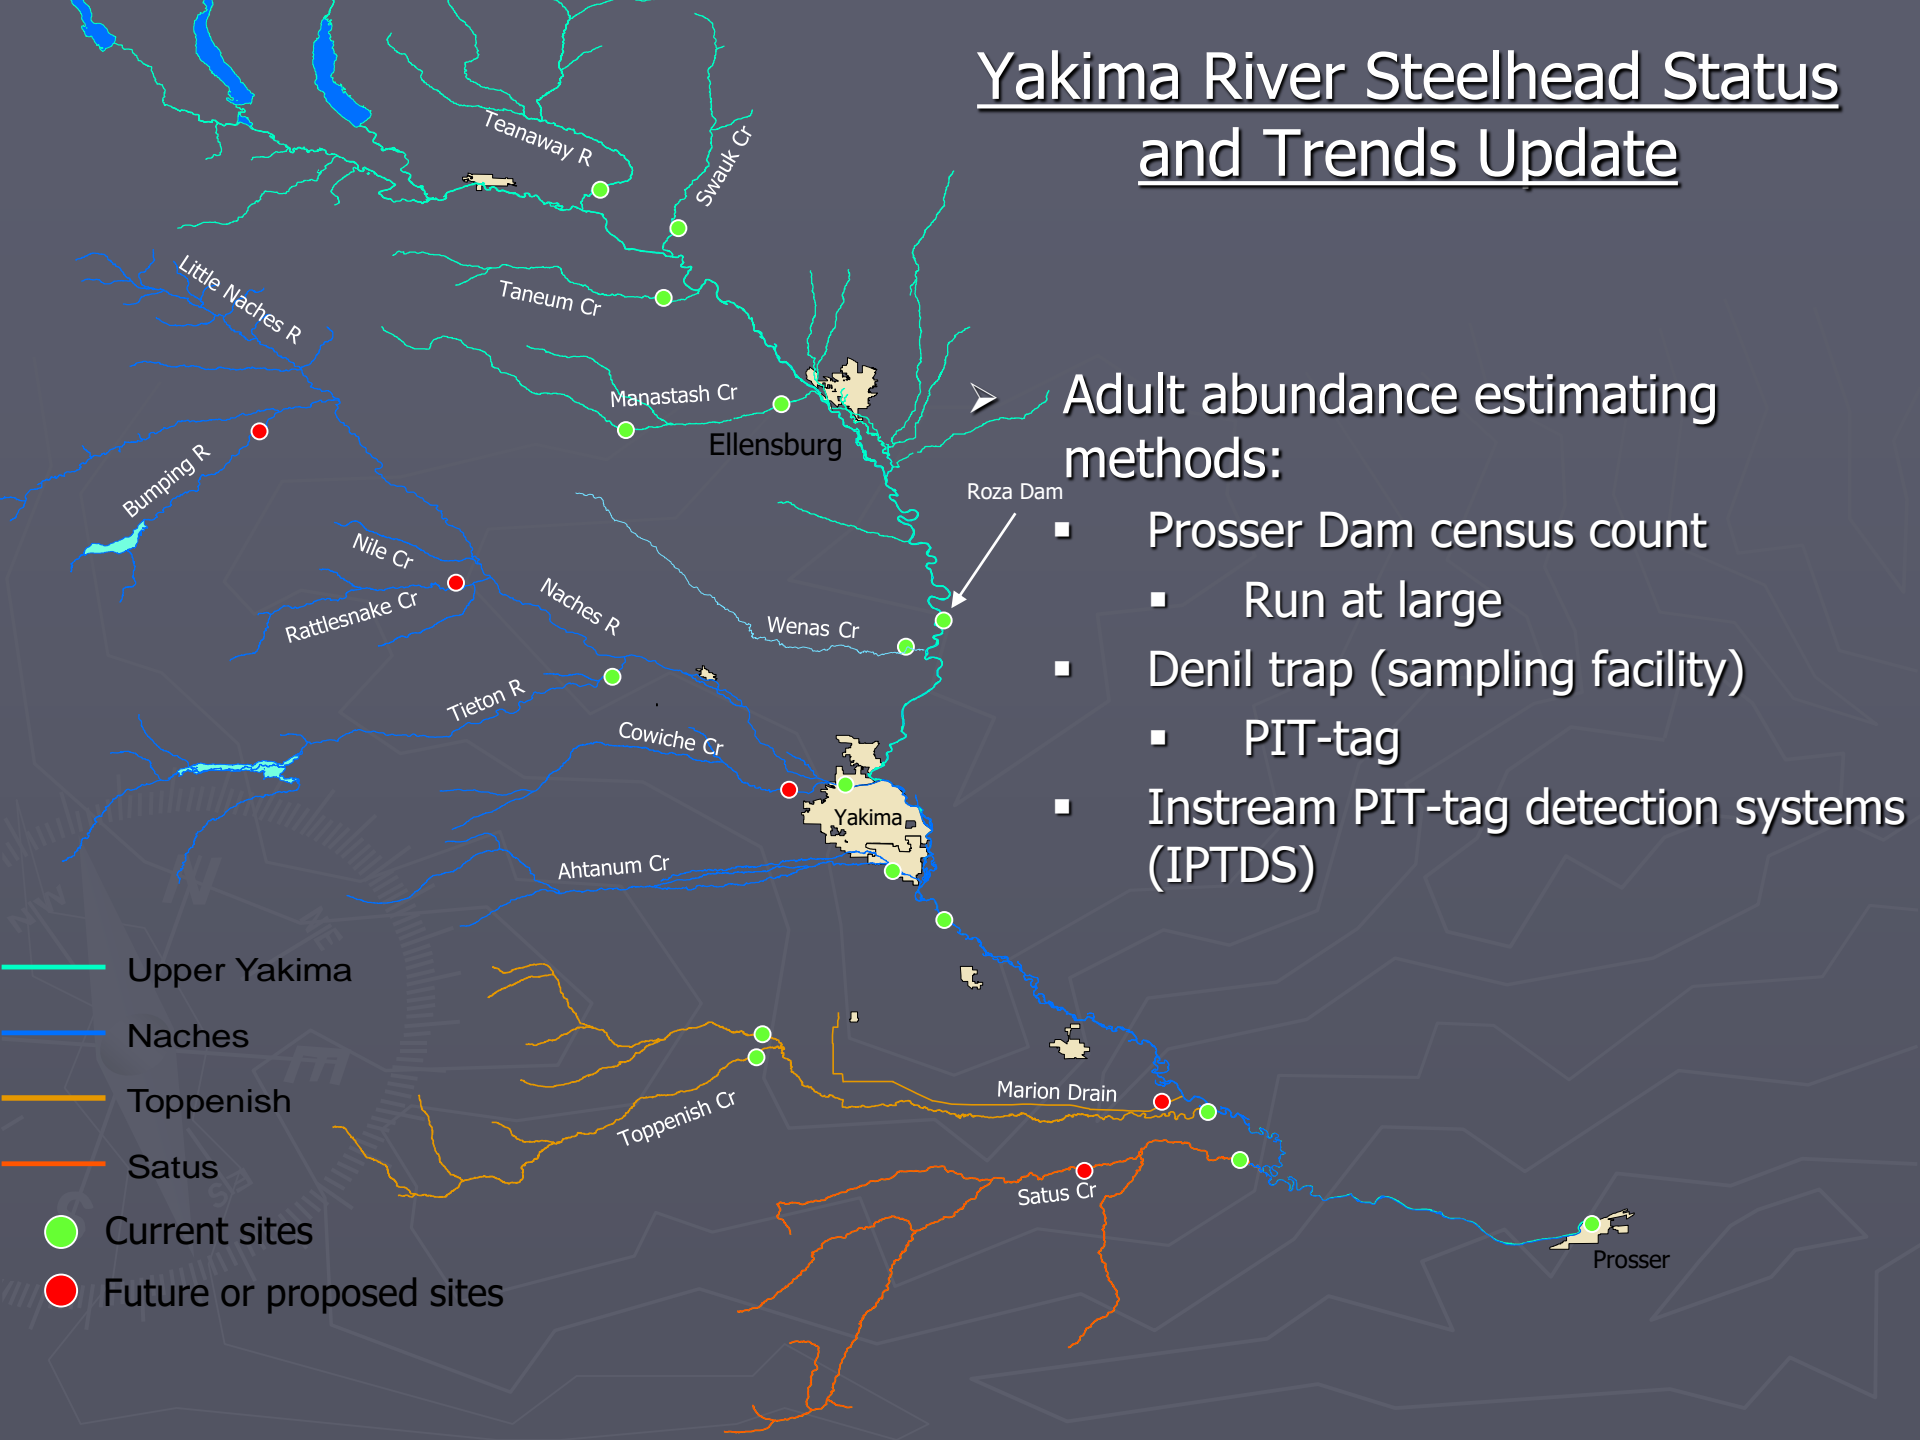 Yakima River Steelhead Status
and Trends Update
Teanaway R
Swauk Cr
Little Naches R
Taneum Cr
Manastash Cr
Ellensburg
Bumping R
Roza Dam
Nile Cr
Rattlesnake Cr
Naches R
Wenas Cr
Tieton R
Cowiche Cr
Yakima
Ahtanum Cr
Marion Drain
Toppenish Cr
Satus Cr
Prosser
➢ Adult abundance estimating
methods:
▪ Prosser Dam census count
▪ Run at large
▪ Denil trap (sampling facility)
▪ PIT-tag
▪ Instream PIT-tag detection systems
(IPTDS)
Upper Yakima
Naches
Toppenish
Satus
Current sites
Future or proposed sites
N
NW
NE
E
SE
S